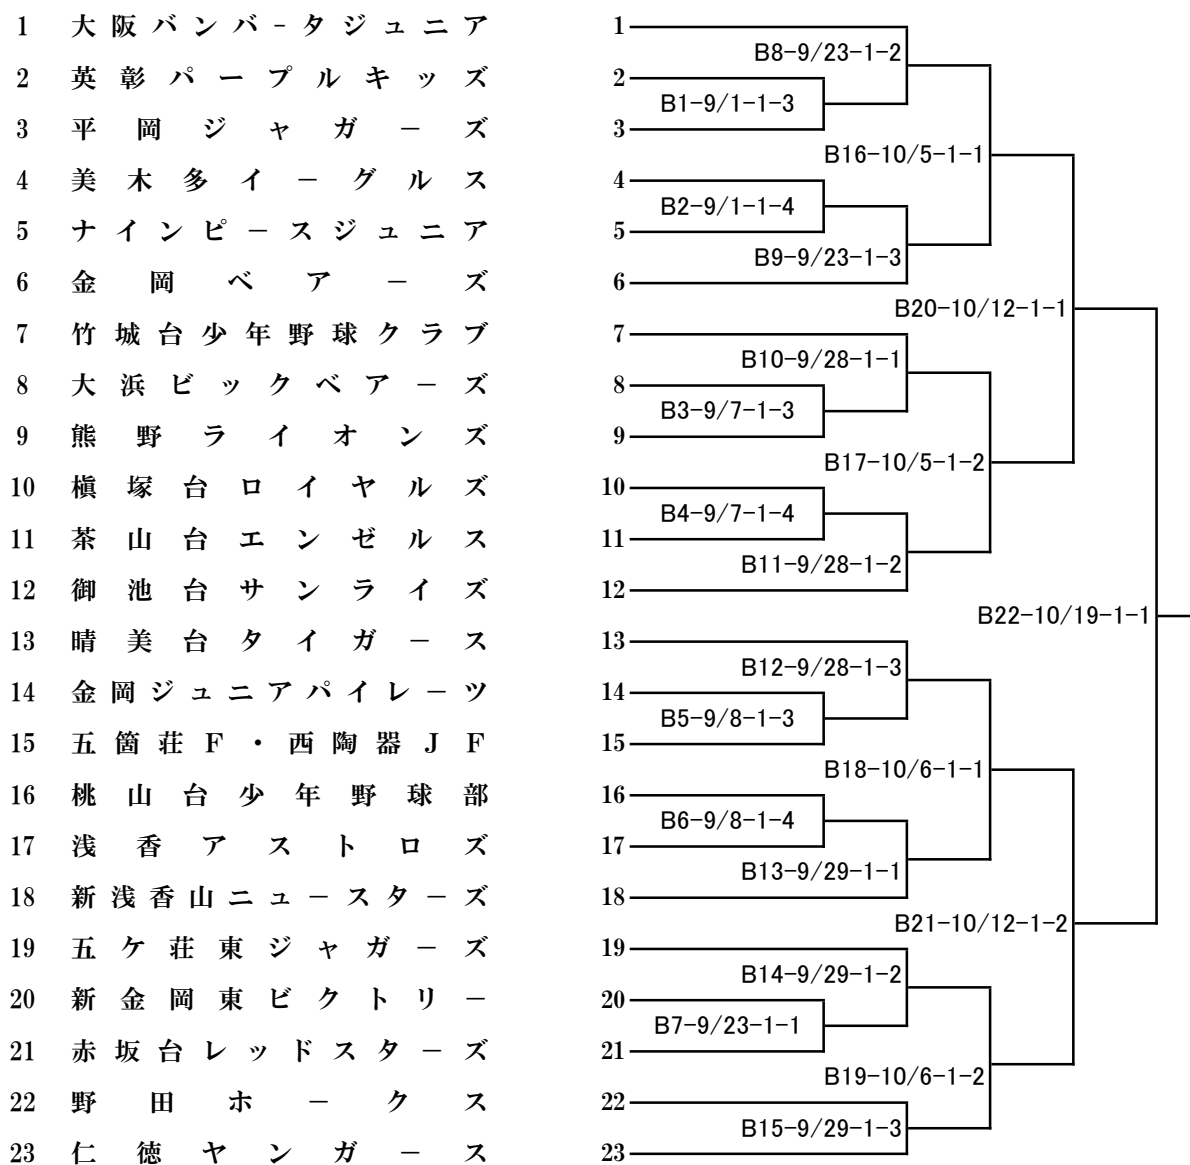 1 大阪バンバ-タジュニア 1
B8-9/23-1-2
2 英彰パープルキッズ 2
B1-9/1-1-3
3 平岡ジャガ－ズ 3
B16-10/5-1-1
4 美木多イ－グルス 4
B2-9/1-1-4
5 ナインピ－スジュニア 5
B9-9/23-1-3
6 金岡ベア－ズ 6
B20-10/12-1-1
7 竹城台少年野球クラブ 7
B10-9/28-1-1
8 大浜ビックベア－ズ 8
B3-9/7-1-3
9 熊野ライオンズ 9
B17-10/5-1-2
10 槇塚台ロイヤルズ 10
B4-9/7-1-4
11 茶山台エンゼルス 11
B11-9/28-1-2
12 御池台サンライズ 12
B22-10/19-1-1
13 晴美台タイガ－ス 13
B12-9/28-1-3
14 金岡ジュニアパイレ－ツ 14
B5-9/8-1-3
15 五箇荘Ｆ・西陶器ＪＦ 15
B18-10/6-1-1
16 桃山台少年野球部 16
B6-9/8-1-4
17 浅香アストロズ 17
B13-9/29-1-1
18 新浅香山ニュ－スタ－ズ 18
B21-10/12-1-2
19 五ケ荘東ジャガ－ズ 19
B14-9/29-1-2
20 新金岡東ビクトリ－ 20
B7-9/23-1-1
21 赤坂台レッドスタ－ズ 21
B19-10/6-1-2
22 野田ホ－クス 22
B15-9/29-1-3
23 仁徳ヤンガ－ス 23